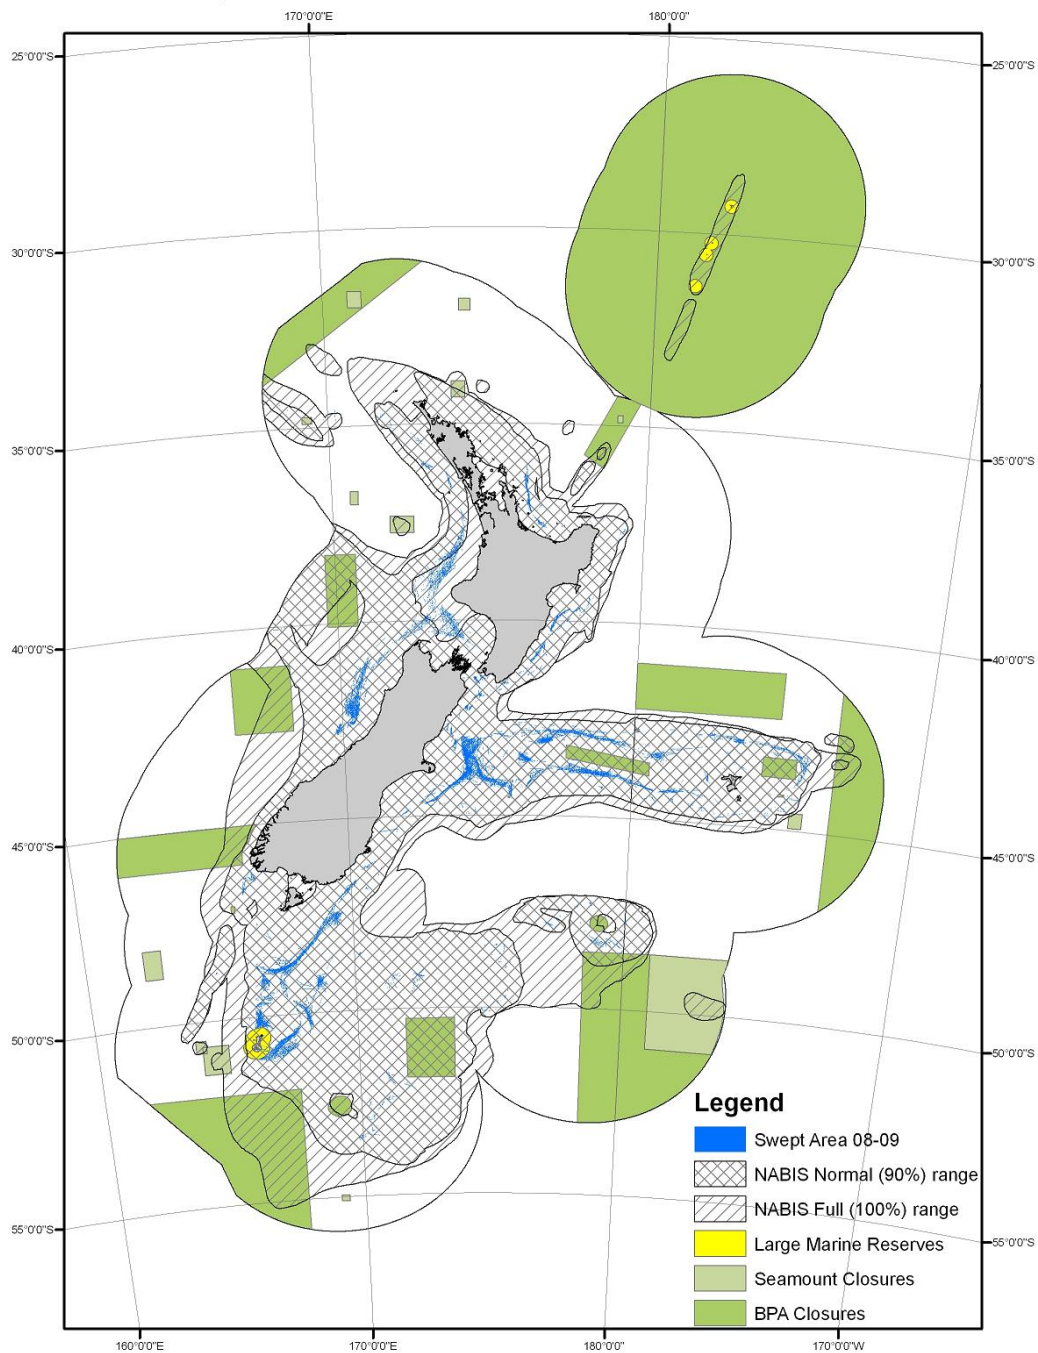 170°0'0"E
180°0'0"
25°0'0"S
25°0'0"S
30°0'0"S
30°0'0"S
35°0'0"S
35°0'0"S
40°0'0"S
40°0'0"S
45°0'0"S
45°0'0"S
50°0'0"S
50°0'0"S
Legend
Swept Area 08-09
NABIS Normal (90%) range
NABIS Full (100%) range
55°0'0"S
55°0'0"S
Large Marine Reserves
Seamount Closures
BPA Closures
160°0'0"E
170°0'0"E
180°0'0"
170°0'0"W